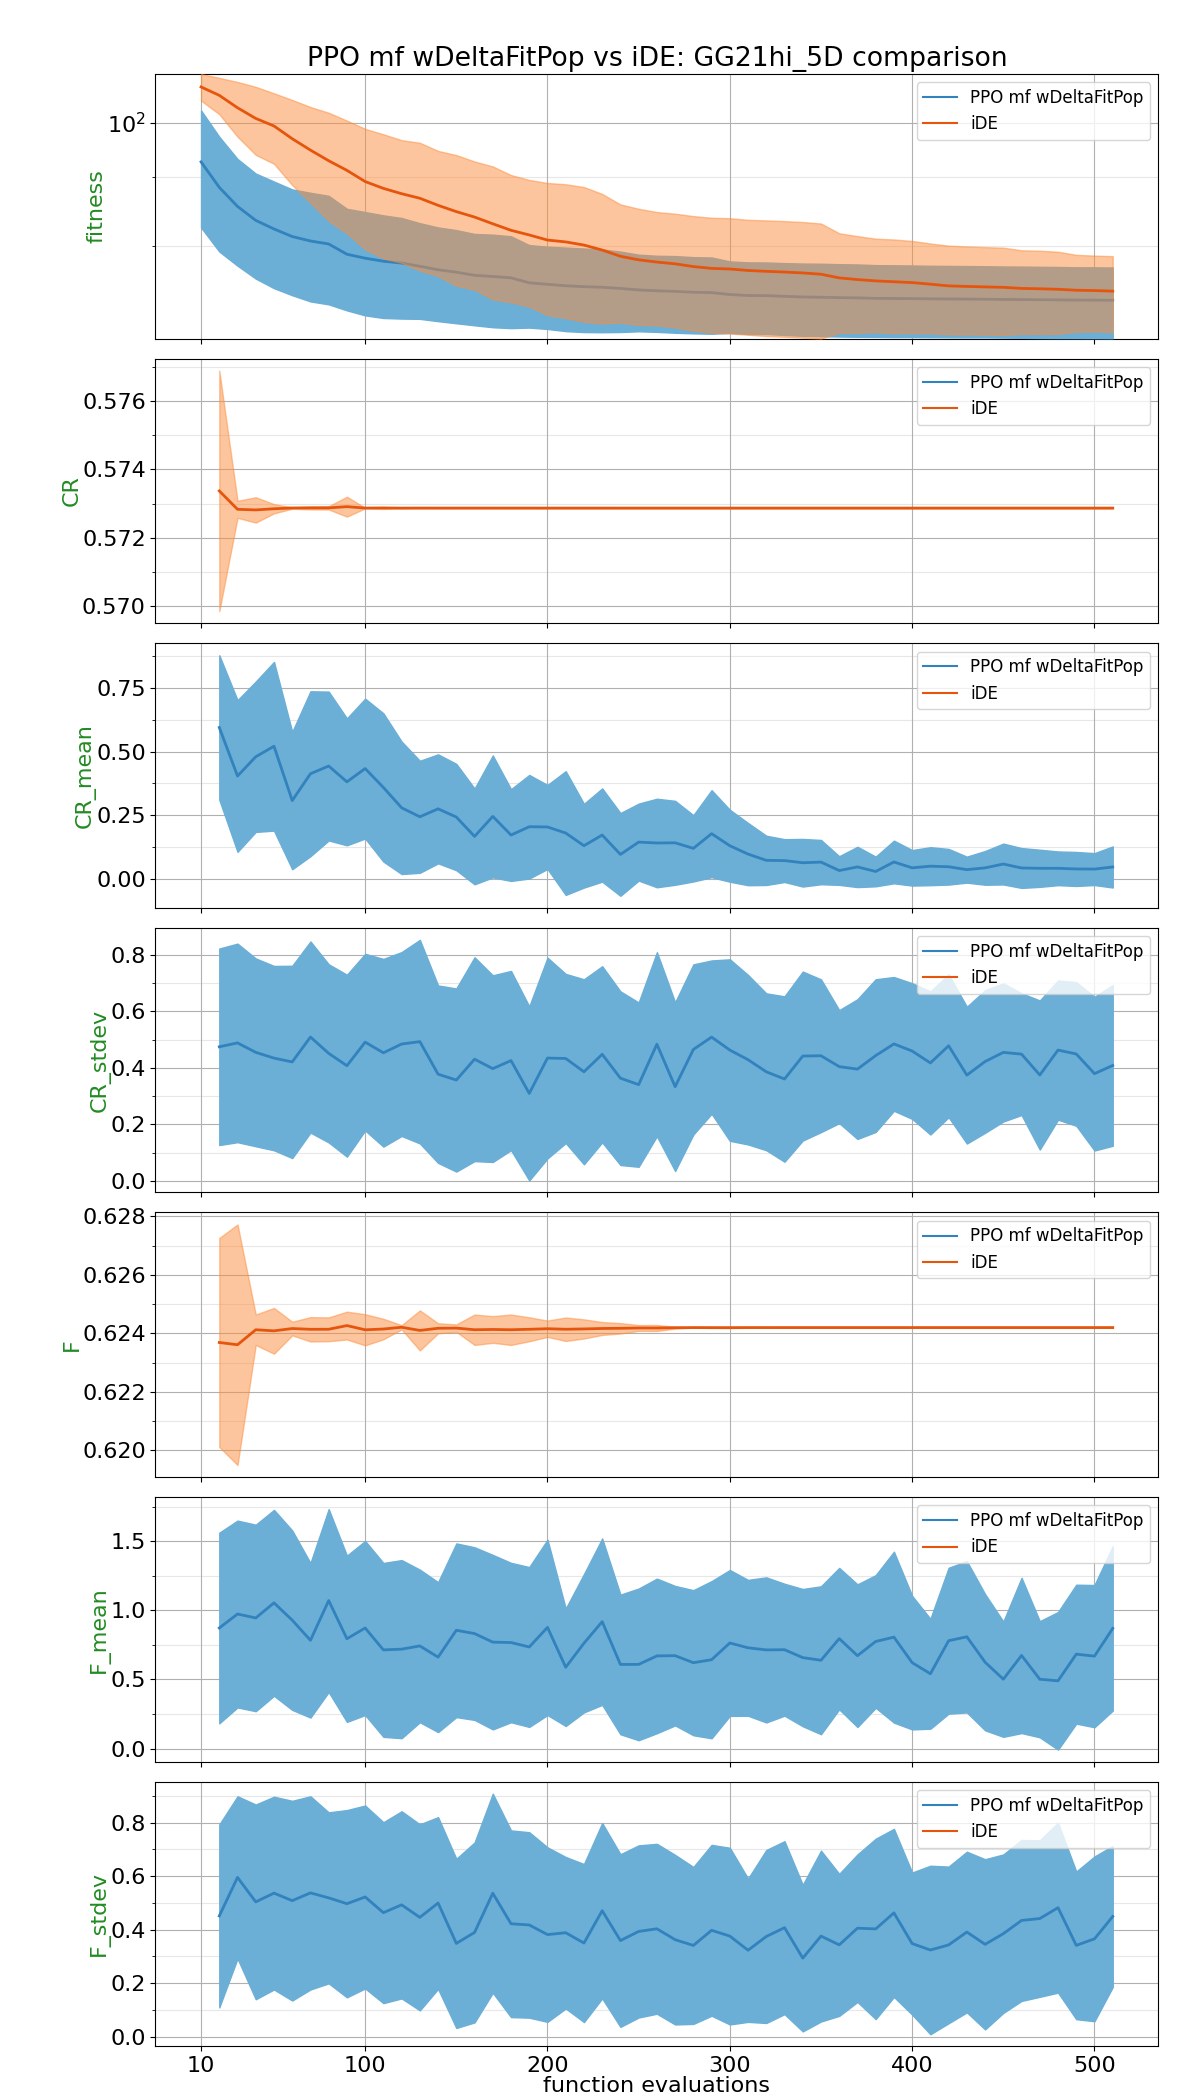 PPO mf wDeltaFitPop vs iDE: GG21hi_5D comparison
10²
fitness
PPO mf wDeltaFitPop
iDE
0.576
0.574
0.572
0.570
CR
PPO mf wDeltaFitPop
iDE
0.75
0.50
0.25
0.00
CR_mean
PPO mf wDeltaFitPop
iDE
0.8
0.6
0.4
0.2
0.0
CR_stdev
PPO mf wDeltaFitPop
iDE
0.628
0.626
0.624
0.622
0.620
F
PPO mf wDeltaFitPop
iDE
1.5
1.0
0.5
0.0
F_mean
PPO mf wDeltaFitPop
iDE
0.8
0.6
0.4
0.2
0.0
F_stdev
PPO mf wDeltaFitPop
iDE
10 100 200 300 400 500
function evaluations